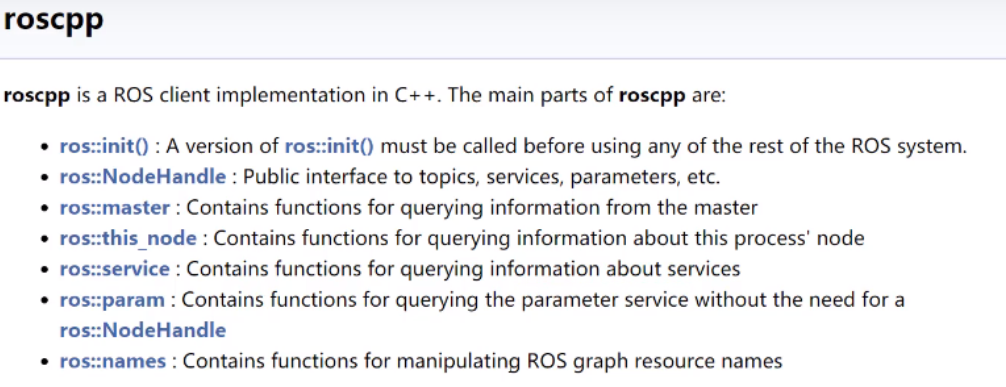 roscpp
roscpp is a ROS client implementation in C++. The main parts of roscpp are:
• ros::init() : A version of ros::init() must be called before using any of the rest of the ROS system.
• ros::NodeHandle : Public interface to topics, services, parameters, etc.
• ros::master : Contains functions for querying information from the master
• ros::this_node : Contains functions for querying information about this process' node
• ros::service : Contains functions for querying information about services
• ros::param : Contains functions for querying the parameter service without the need for a
ros::NodeHandle
• ros::names : Contains functions for manipulating ROS graph resource names